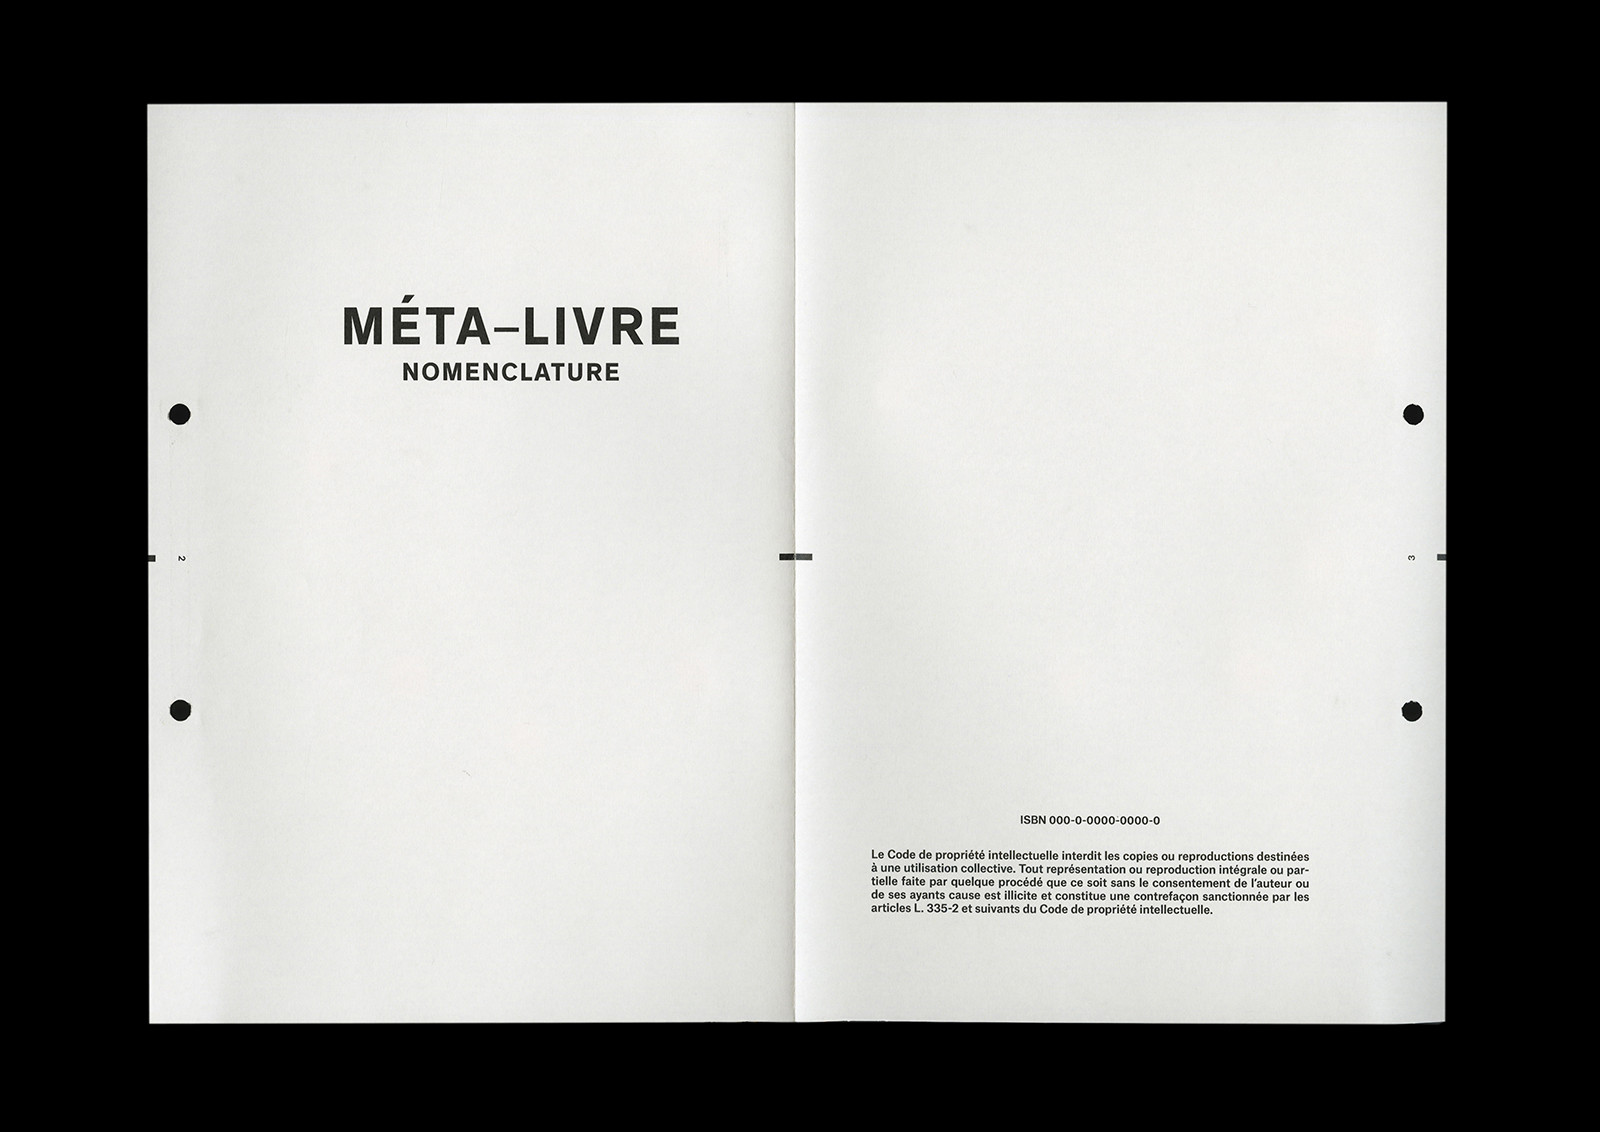 MÉTA–LIVRE
NOMENCLATURE
2
3
ISBN 000-0-0000-0000-0
Le Code de propriété intellectuelle interdit les copies ou reproductions destinées
à une utilisation collective. Tout représentation ou reproduction intégrale ou par-
tielle faite par quelque procédé que ce soit sans le consentement de l’auteur ou
de ses ayants cause est illicite et constitue une contrefaçon sanctionnée par les
articles L. 335-2 et suivants du Code de propriété intellectuelle.